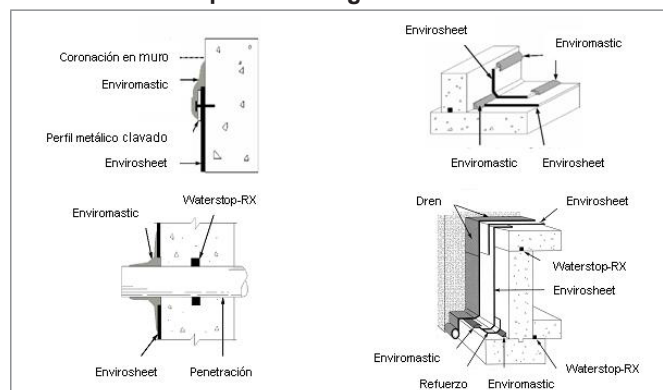 Coronación en muro
Enviromastic
Perfil metálico clavado
Envirosheet
Envirosheet
Enviromastic
Enviromastic
Envirosheet
Enviromastic
Waterstop-RX
Envirosheet
Penetración
Dren
Envirosheet
Waterstop-RX
Envirosheet
Enviromastic
Refuerzo
Enviromastic
Waterstop-RX